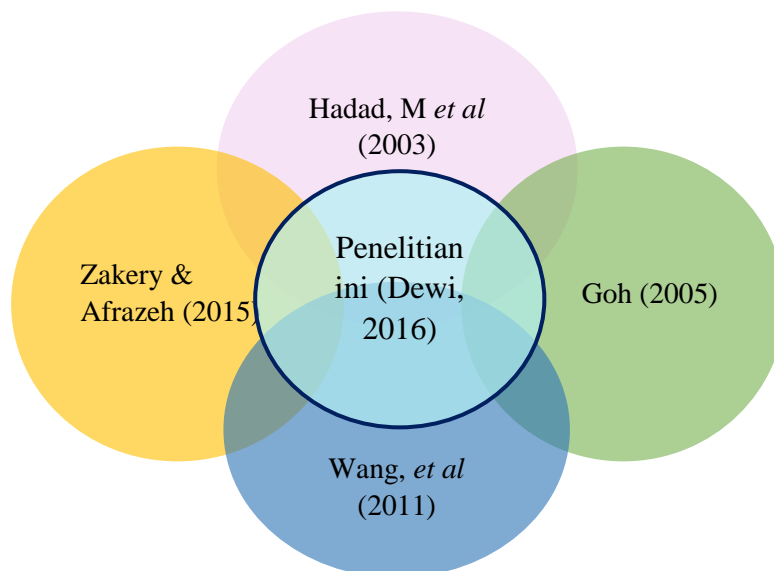 Hadad, M et al
(2003)
Zakery &
Afrazeh (2015)
Penelitian
ini (Dewi,
2016)
Goh (2005)
Wang, et al
(2011)